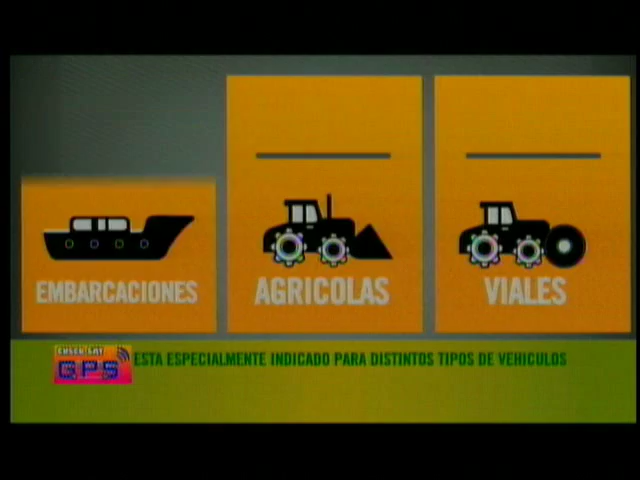 EMBARCACIONES
AGRICOLAS
VIALES
GPS
ESTA ESPECIALMENTE INDICADO PARA DISTINTOS TIPOS DE VEHICULOS